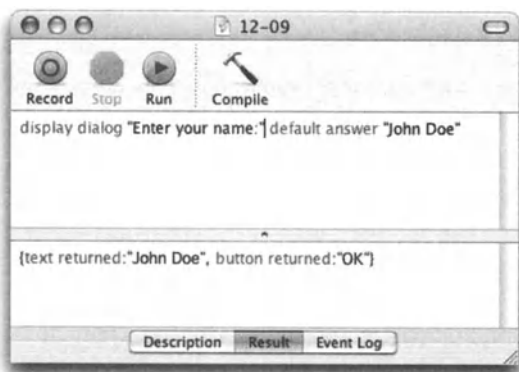 12-09
Record Stop Run Compile
display dialog "Enter your name:" default answer "John Doe"
{text returned:"John Doe", button returned:"OK"}
Description Result Event Log